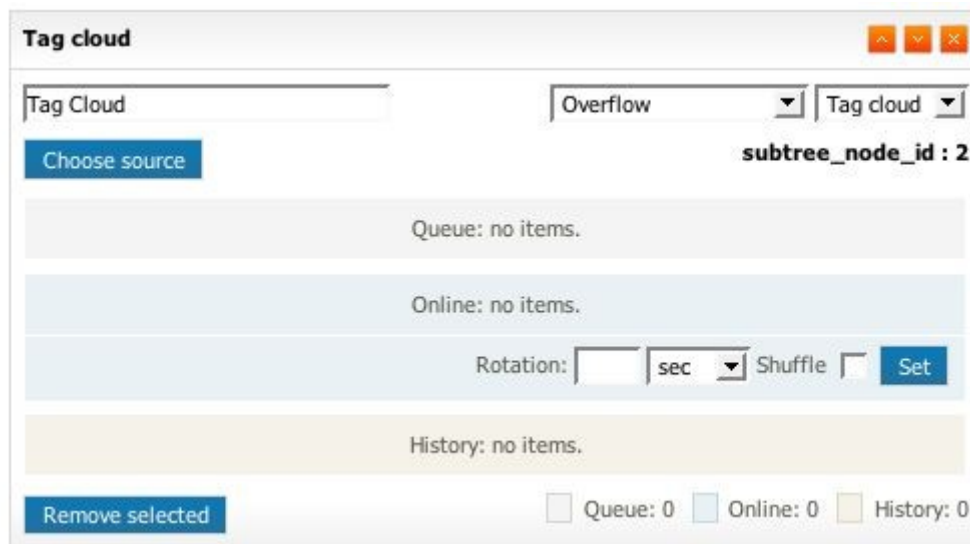 Tag cloud
Tag Cloud Overflow Tag cloud
Choose source subtree_node_id : 2
Queue: no items.
Online: no items.
Rotation: sec Shuffle Set
History: no items.
Remove selected Queue: 0 Online: 0 History: 0